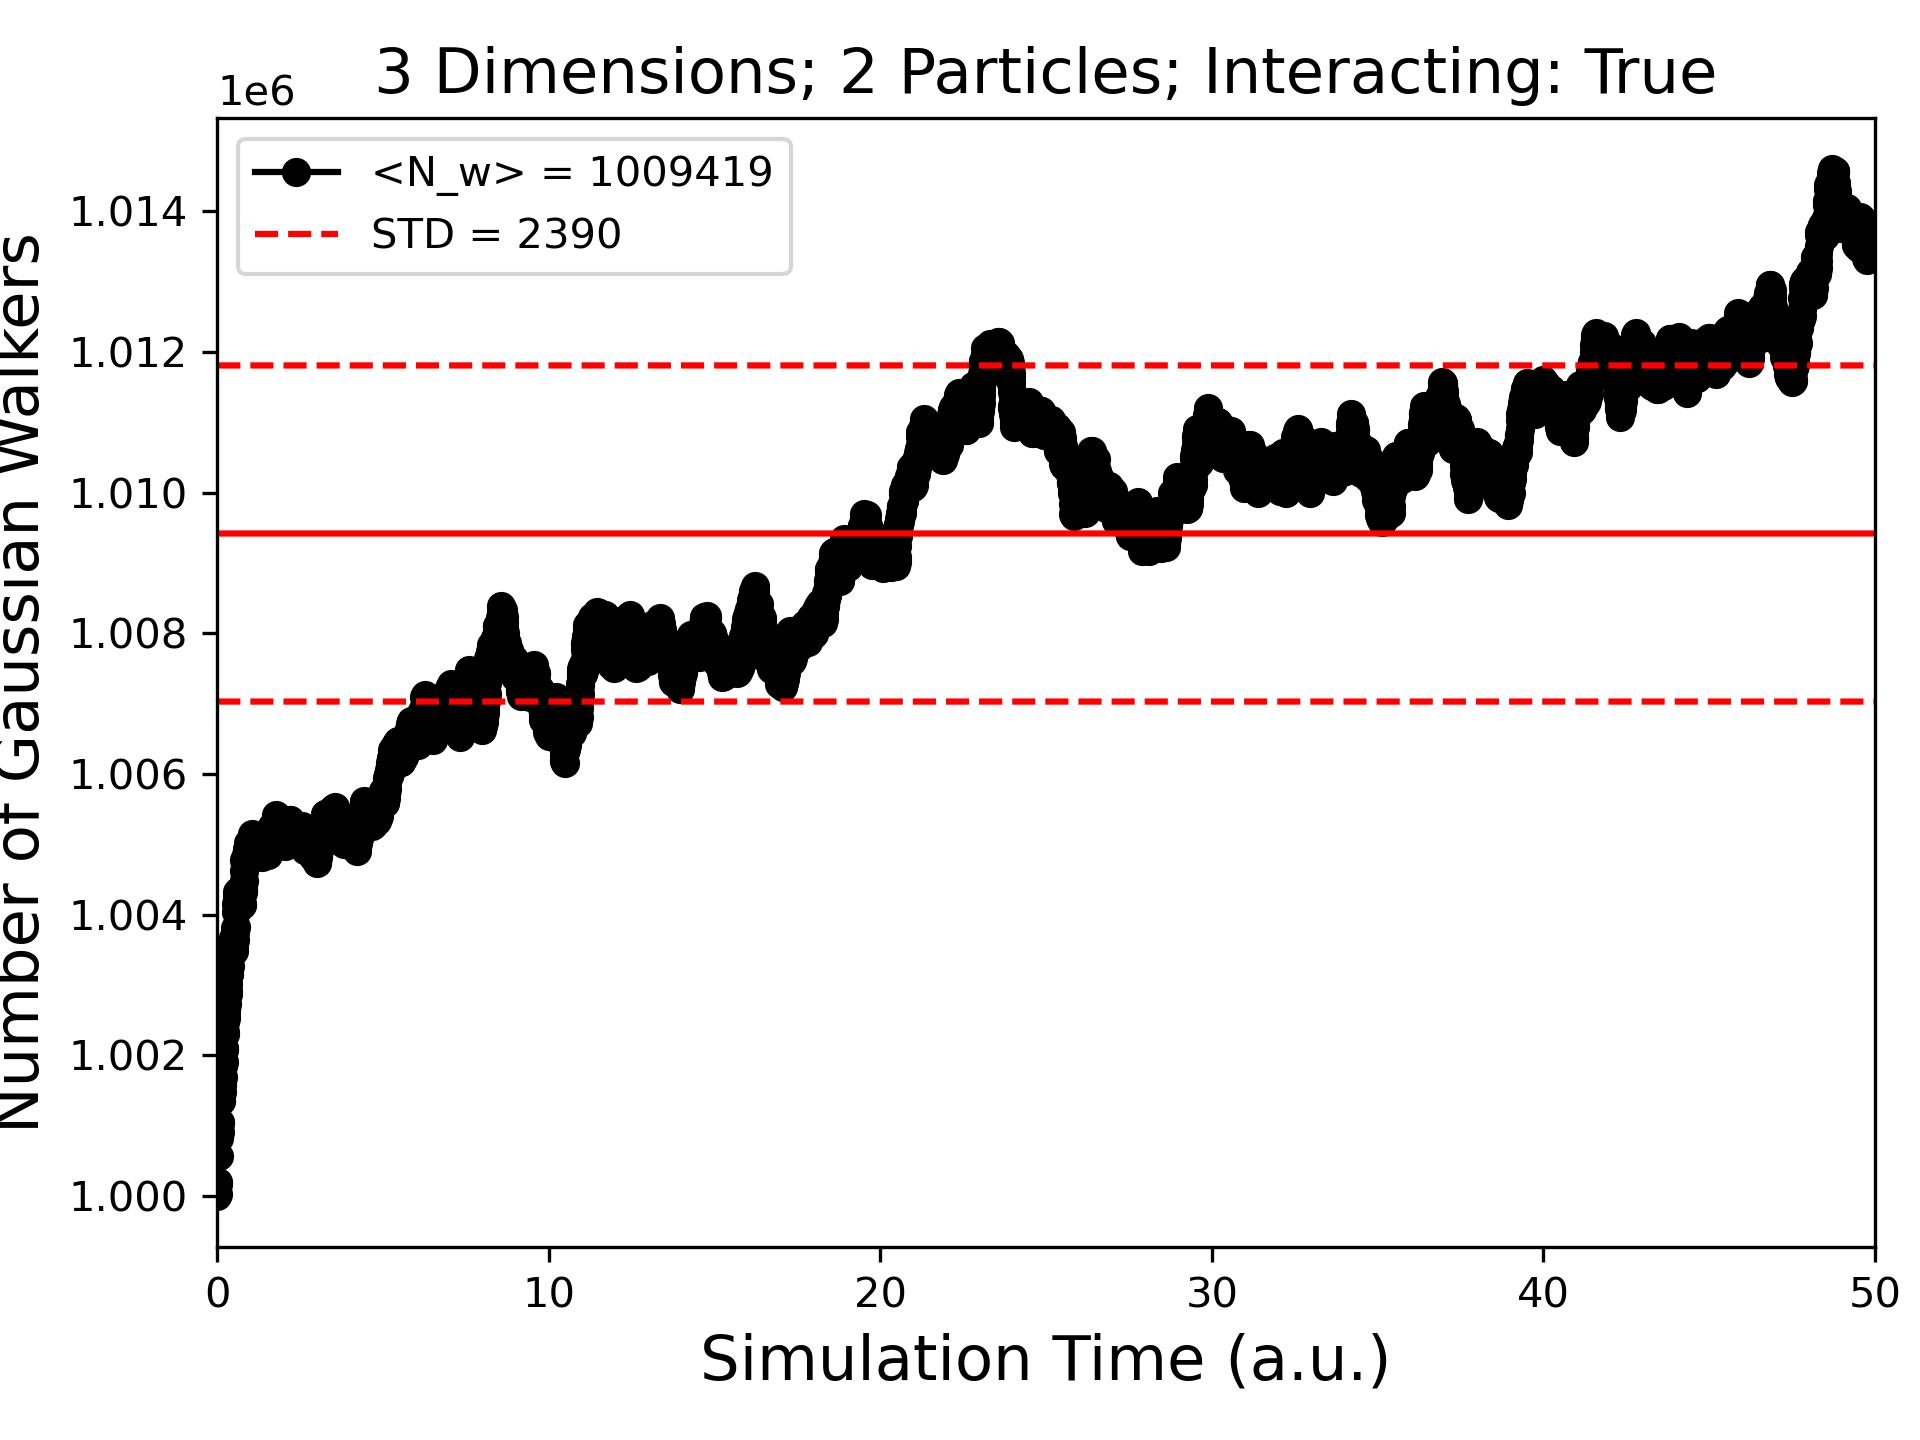 3 Dimensions; 2 Particles; Interacting: True
1e6
<N_w> = 1009419
STD = 2390
Number of Gaussian Walkers
1.014
1.012
1.010
1.008
1.006
1.004
1.002
1.000
0 10 20 30 40 50
Simulation Time (a.u.)